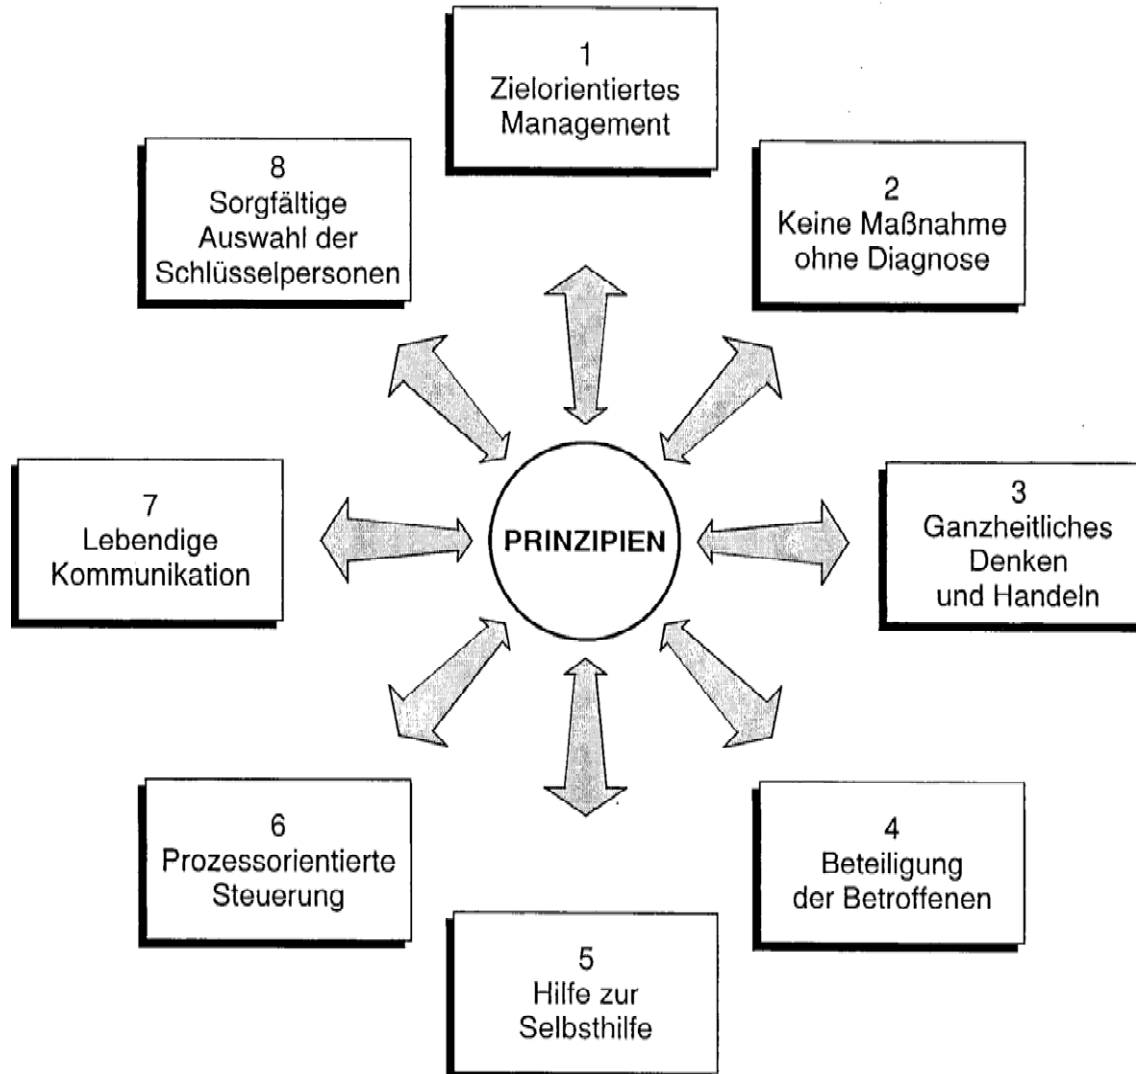 1
Zielorientiertes
Management
2
Keine Maßnahme
ohne Diagnose
3
Ganzheitliches
Denken
und Handeln
4
Beteiligung
der Betroffenen
5
Hilfe zur
Selbsthilfe
6
Prozessorientierte
Steuerung
7
Lebendige
Kommunikation
8
Sorgfältige
Auswahl der
Schlüsselpersonen
PRINZIPIEN